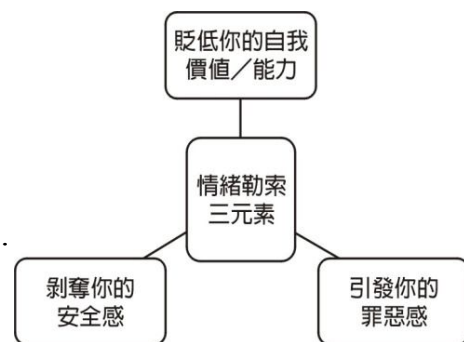 貶低你的自我
價值／能力
情緒勒索
三元素
剝奪你的
安全感
引發你的
罪惡感